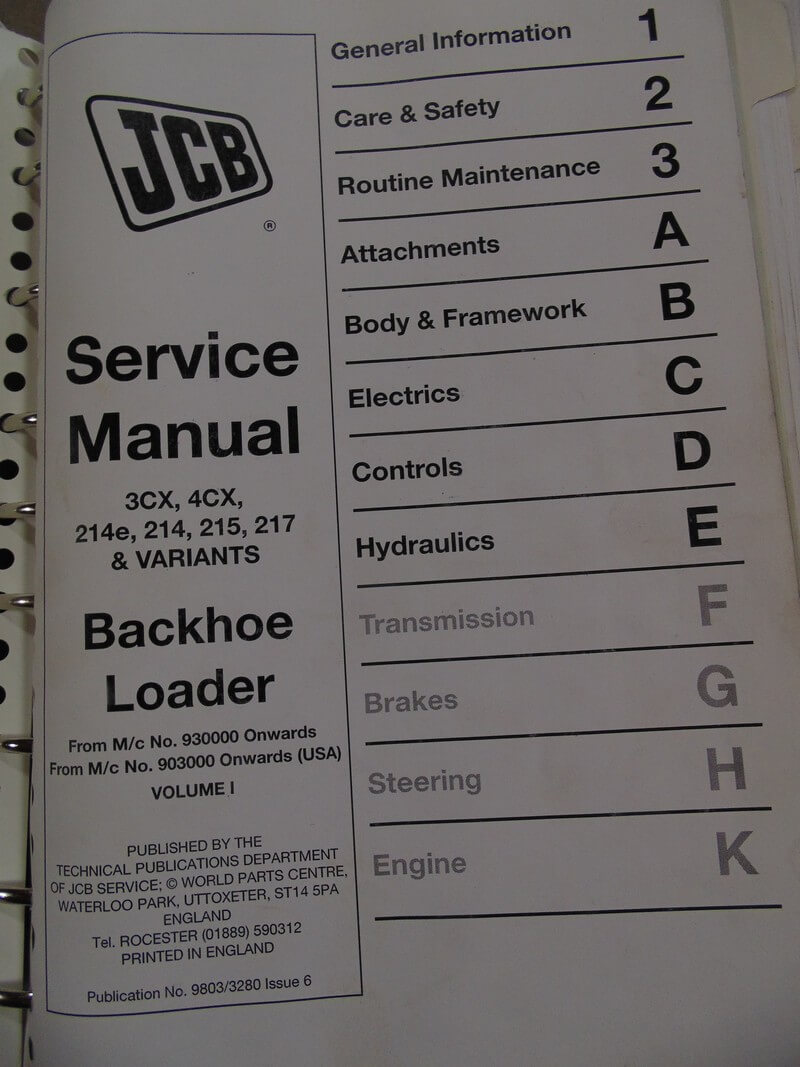 JCB
®
Service
Manual
3CX, 4CX,
214e, 214, 215, 217
& VARIANTS
Backhoe
Loader
From M/c No. 930000 Onwards
From M/c No. 903000 Onwards (USA)
VOLUME I
PUBLISHED BY THE
TECHNICAL PUBLICATIONS DEPARTMENT
OF JCB SERVICE; © WORLD PARTS CENTRE,
WATERLOO PARK, UTTOXETER, ST14 5PA
ENGLAND
Tel. ROCESTER (01889) 590312
PRINTED IN ENGLAND
Publication No. 9803/3280 Issue 6
General Information 1
Care & Safety 2
Routine Maintenance 3
Attachments A
Body & Framework B
Electrics C
Controls D
Hydraulics E
Transmission F
Brakes G
Steering H
Engine K